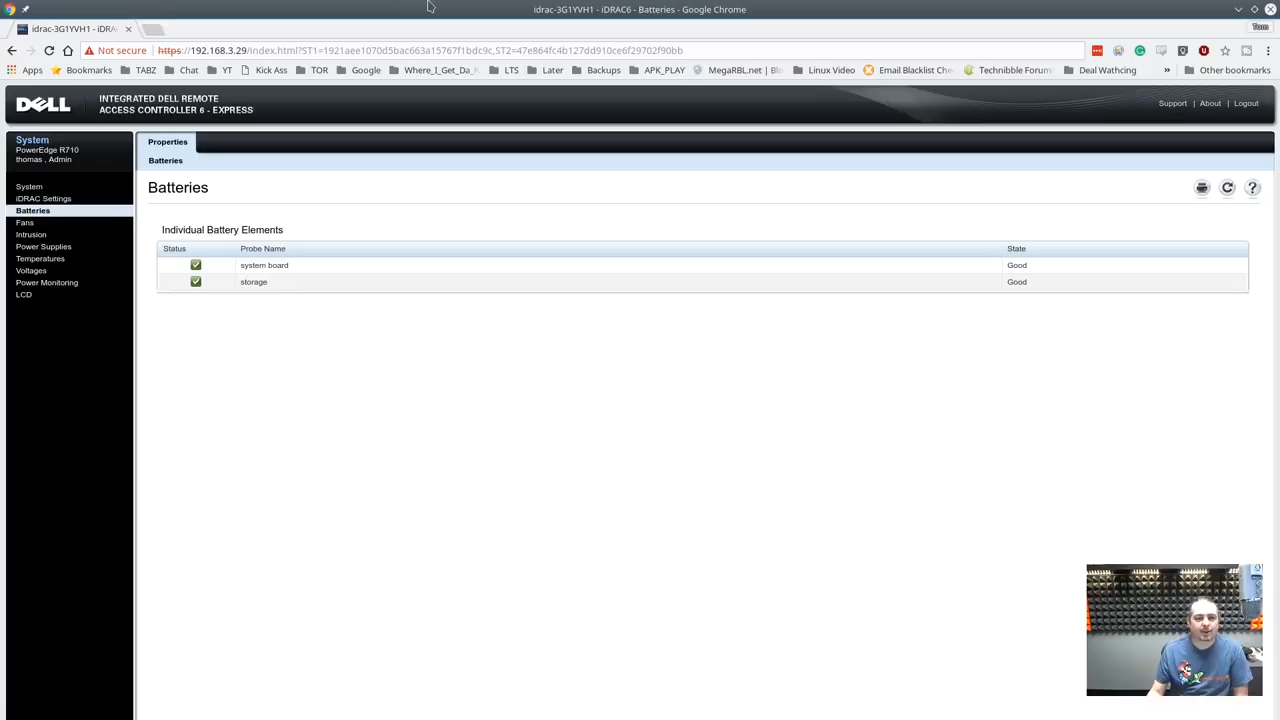 idrac-3G1YVH1 - iDRAC6 - Batteries - Google Chrome
idrac-3G1YVH1 - iDRA
Tom
Not secure https://192.168.3.29/index.html?ST1=1921aee1070d5bac663a15767f1bdc9c,ST2=47e864fc4b127dd910ce6f29702f90bb
Apps Bookmarks TABZ Chat YT Kick Ass TOR Google Where_I_Get_Da_ LTS Later Backups APK_PLAY MegaRBL.net | Blo Linux Video Email Blacklist Che Technibble Forum Deal Wathcing » Other bookmarks
DELL
INTEGRATED DELL REMOTE
ACCESS CONTROLLER 6 - EXPRESS
Support | About | Logout
System
PowerEdge R710
thomas , Admin
System
iDRAC Settings
Batteries
Fans
Intrusion
Power Supplies
Temperatures
Voltages
Power Monitoring
LCD
Properties
Batteries
Batteries
Individual Battery Elements
Status Probe Name State
system board Good
storage Good